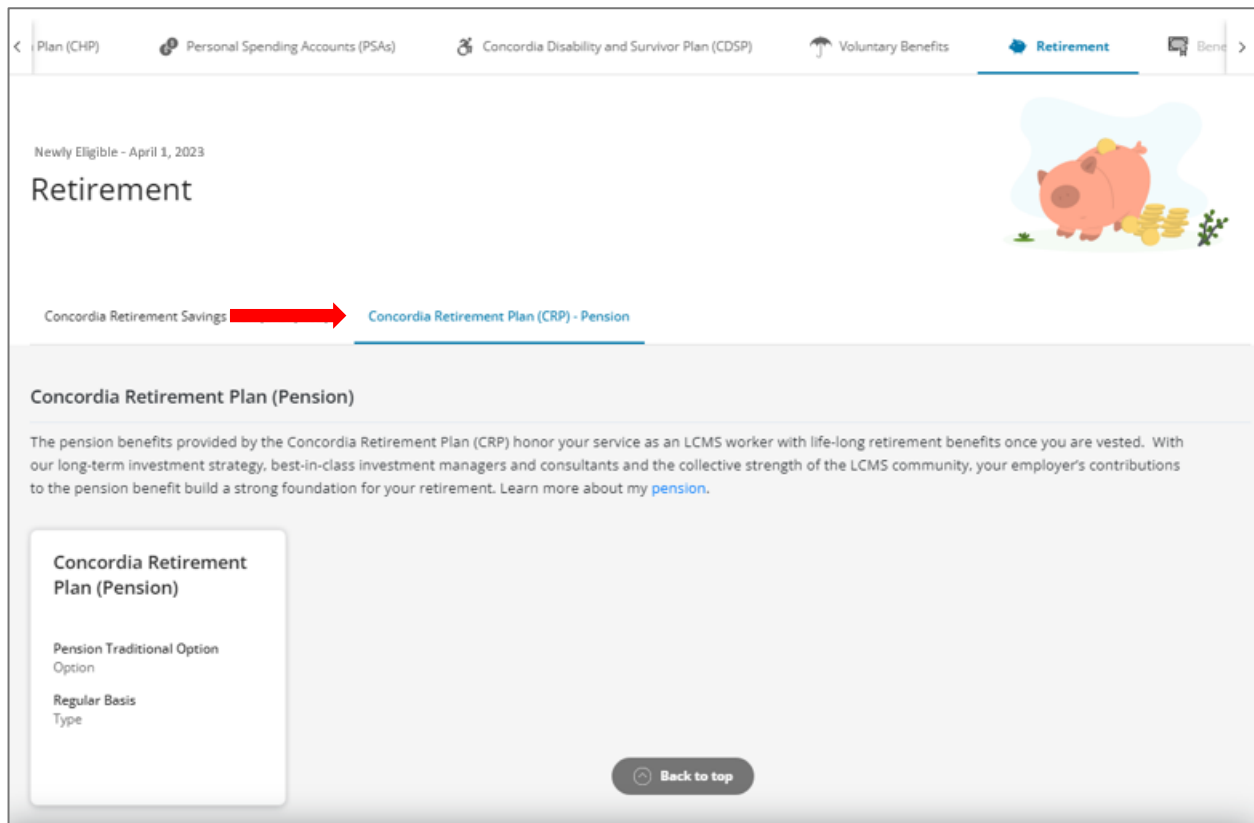 Plan (CHP) Personal Spending Accounts (PSAs) Concordia Disability and Survivor Plan (CDSP) Voluntary Benefits Retirement Bene
Newly Eligible - April 1, 2023
Retirement
Concordia Retirement Savings Concordia Retirement Plan (CRP) - Pension
Concordia Retirement Plan (Pension)
The pension benefits provided by the Concordia Retirement Plan (CRP) honor your service as an LCMS worker with life-long retirement benefits once you are vested. With
our long-term investment strategy, best-in-class investment managers and consultants and the collective strength of the LCMS community, your employer's contributions
to the pension benefit build a strong foundation for your retirement. Learn more about my pension.
Concordia Retirement
Plan (Pension)
Pension Traditional Option
Option
Regular Basis
Type
Back to top